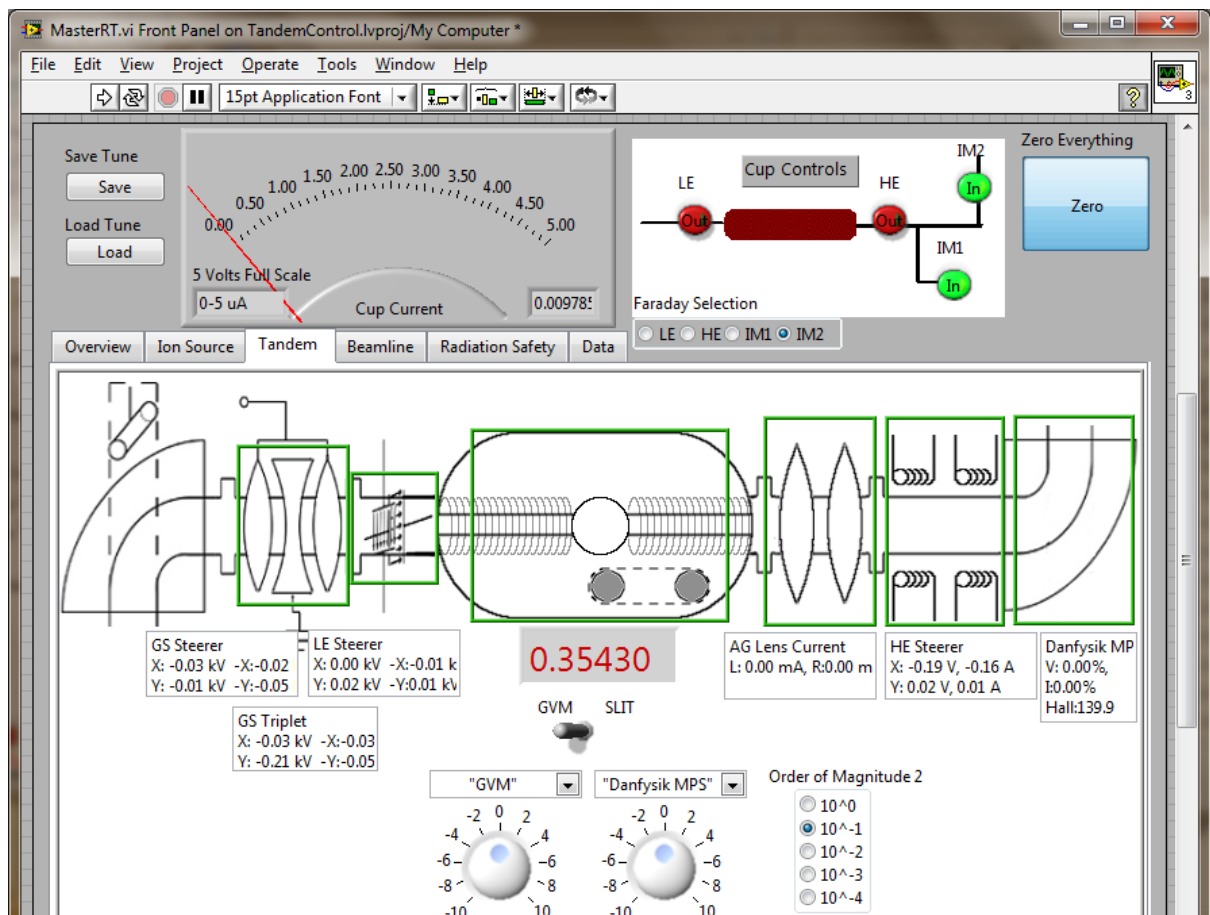 MasterRT.vi Front Panel on TandemControl.lvproj/My Computer *
File Edit View Project Operate Tools Window Help
15pt Application Font
3
Save Tune
Save
Load Tune
Load
0.00 0.50 1.00 1.50 2.00 2.50 3.00 3.50 4.00 4.50 5.00
5 Volts Full Scale
0-5 uA
Cup Current
0.009785
Cup Controls
LE
Out
HE
Out
IM2
In
IM1
In
Faraday Selection
LE HE IM1 IM2
Zero Everything
Zero
Overview Ion Source Tandem Beamline Radiation Safety Data
GS Steerer
X: -0.03 kV -X:-0.02
Y: -0.01 kV -Y:-0.05
LE Steerer
X: 0.00 kV -X:-0.01 k
Y: 0.02 kV -Y:0.01 kV
GS Triplet
X: -0.03 kV -X:-0.03
Y: -0.21 kV -Y:-0.05
0.35430
GVM SLIT
AG Lens Current
L: 0.00 mA, R:0.00 m
HE Steerer
X: -0.19 V, -0.16 A
Y: 0.02 V, 0.01 A
Danfysik MP
V: 0.00%,
I:0.00%
Hall:139.9
"GVM"
-10 -8 -6 -4 -2 0 2 4 6 8 10
"Danfysik MPS"
-10 -8 -6 -4 -2 0 2 4 6 8 10
Order of Magnitude 2
10^0
10^-1
10^-2
10^-3
10^-4